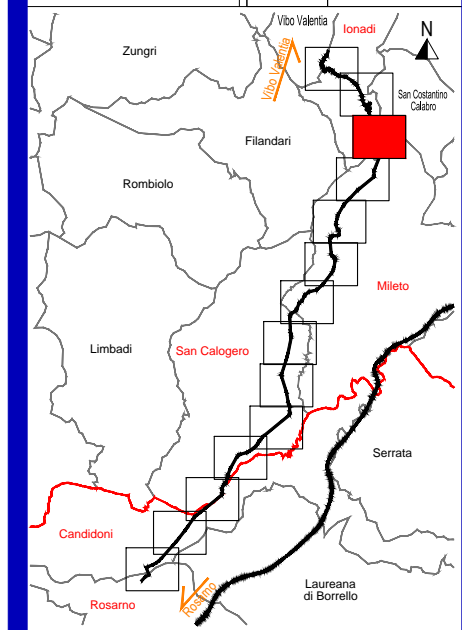 Vibo Valentia
Ionadi
N
Zungri
Vibo Valentia
San Costantino
Calabro
Filandari
Rombiolo
Mileto
Limbadi
San Calogero
Serrata
Candidoni
Laureana
di Borrello
Rosarno
Rosarno